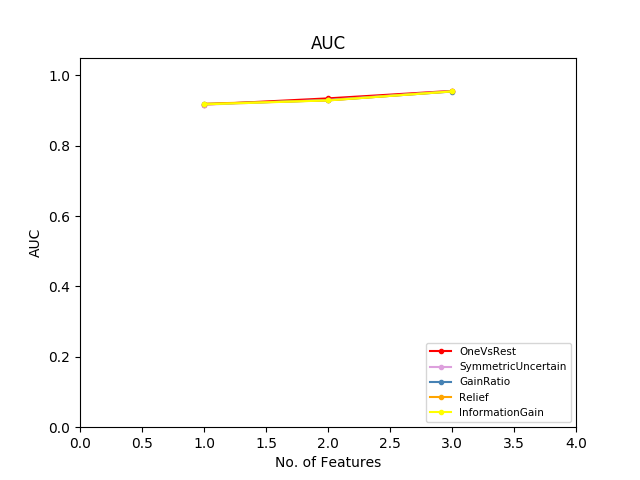 AUC
1.0
0.8
0.6
0.4
0.2
0.0
AUC
0.0 0.5 1.0 1.5 2.0 2.5 3.0 3.5 4.0
No. of Features
OneVsRest
SymmetricUncertain
GainRatio
Relief
InformationGain